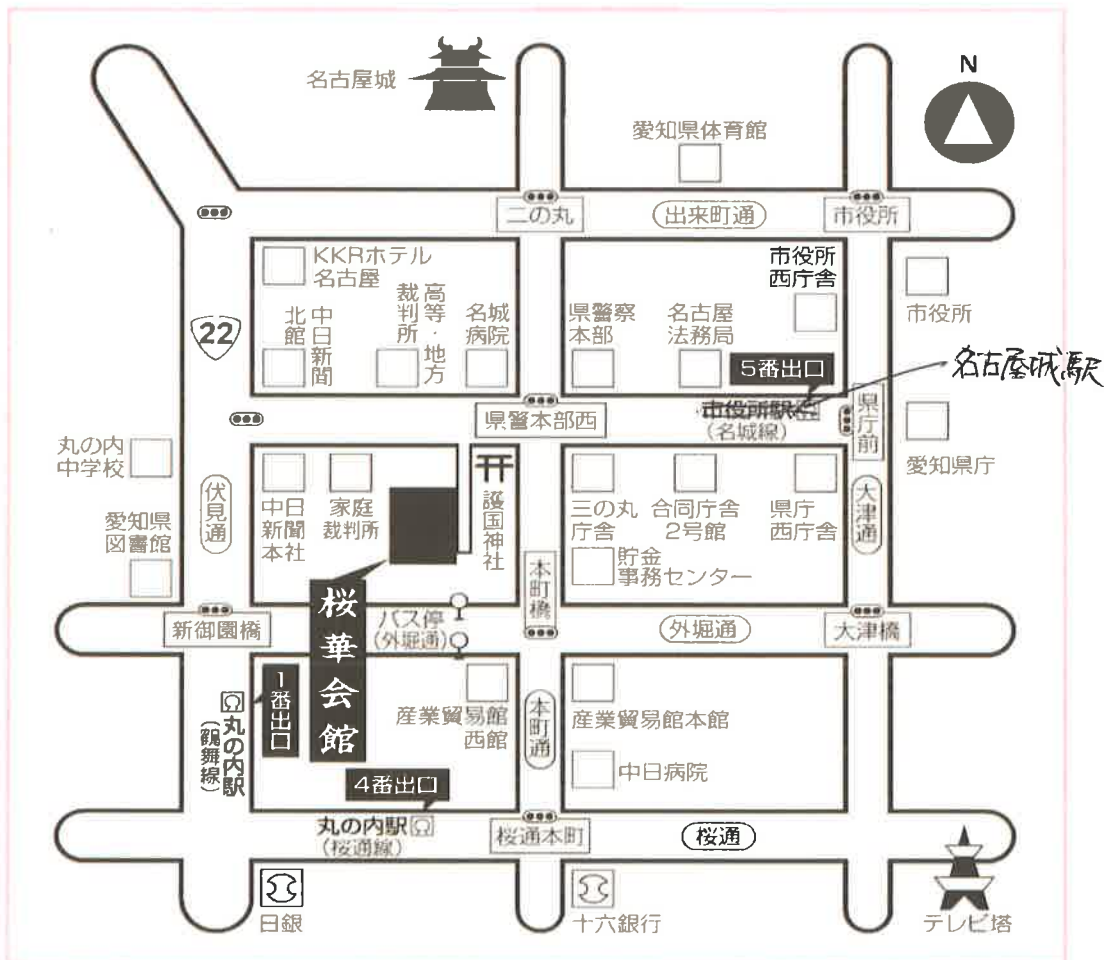 名古屋城
N
愛知県体育館
二の丸
出来町通
市役所
KKRホテル
名古屋
市役所
西庁舎
市役所
中日新聞
北館
高等・地方
裁判所
名城
病院
県警察
本部
名古屋
法務局
22
5番出口
名古屋城駅
市役所駅
(名城線)
県警本部西
県庁前
丸の内
中学校
愛知県庁
伏見通
中日
新聞
本社
家庭
裁判所
護国神社
三の丸
庁舎
合同庁舎
2号館
県庁
西庁舎
大津通
愛知県
図書館
貯金
事務センター
本町橋
桜華会館
バス停
(外堀通)
新御園橋
外堀通
大津橋
1番出口
丸の内駅
(鶴舞線)
産業貿易館
西館
本町通
産業貿易館本館
中日病院
4番出口
丸の内駅
(桜通線)
桜通本町
桜通
日銀
十六銀行
テレビ塔